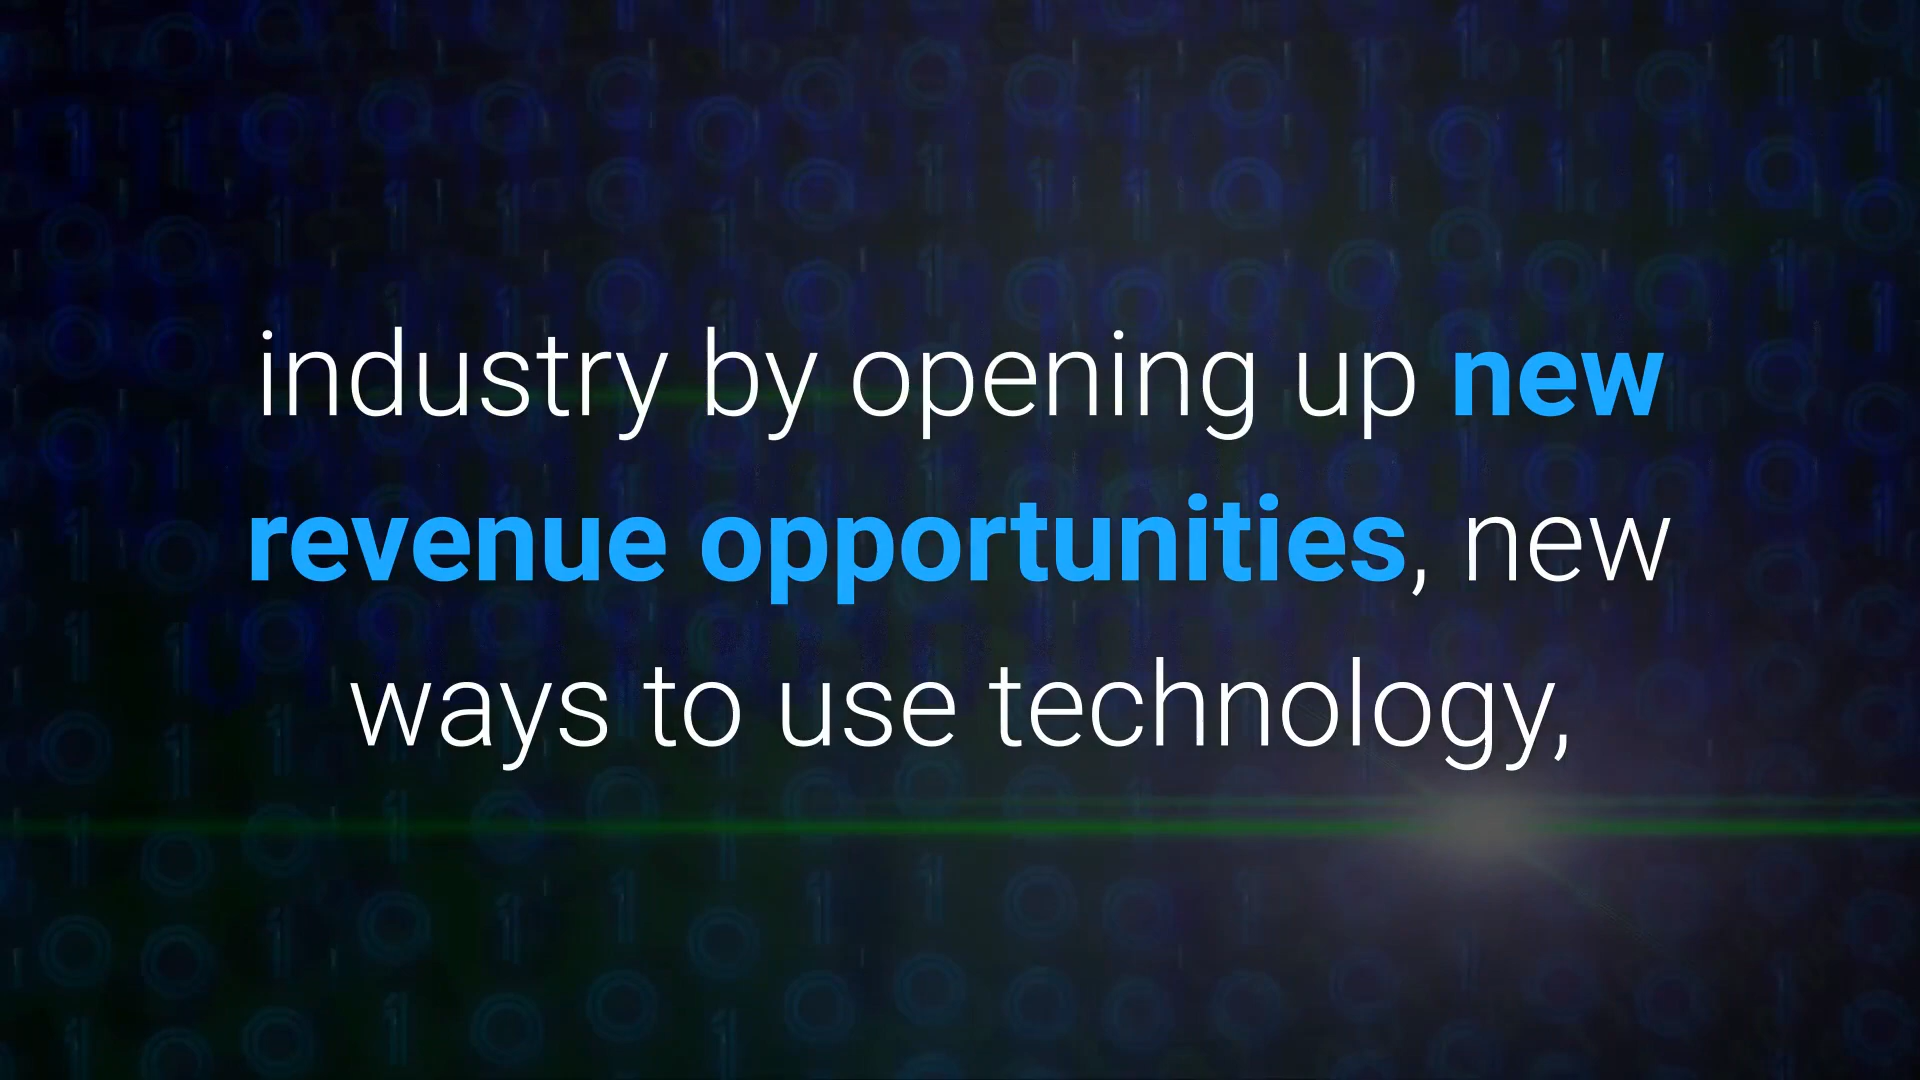 industry by opening up new
revenue opportunities, new
ways to use technology,